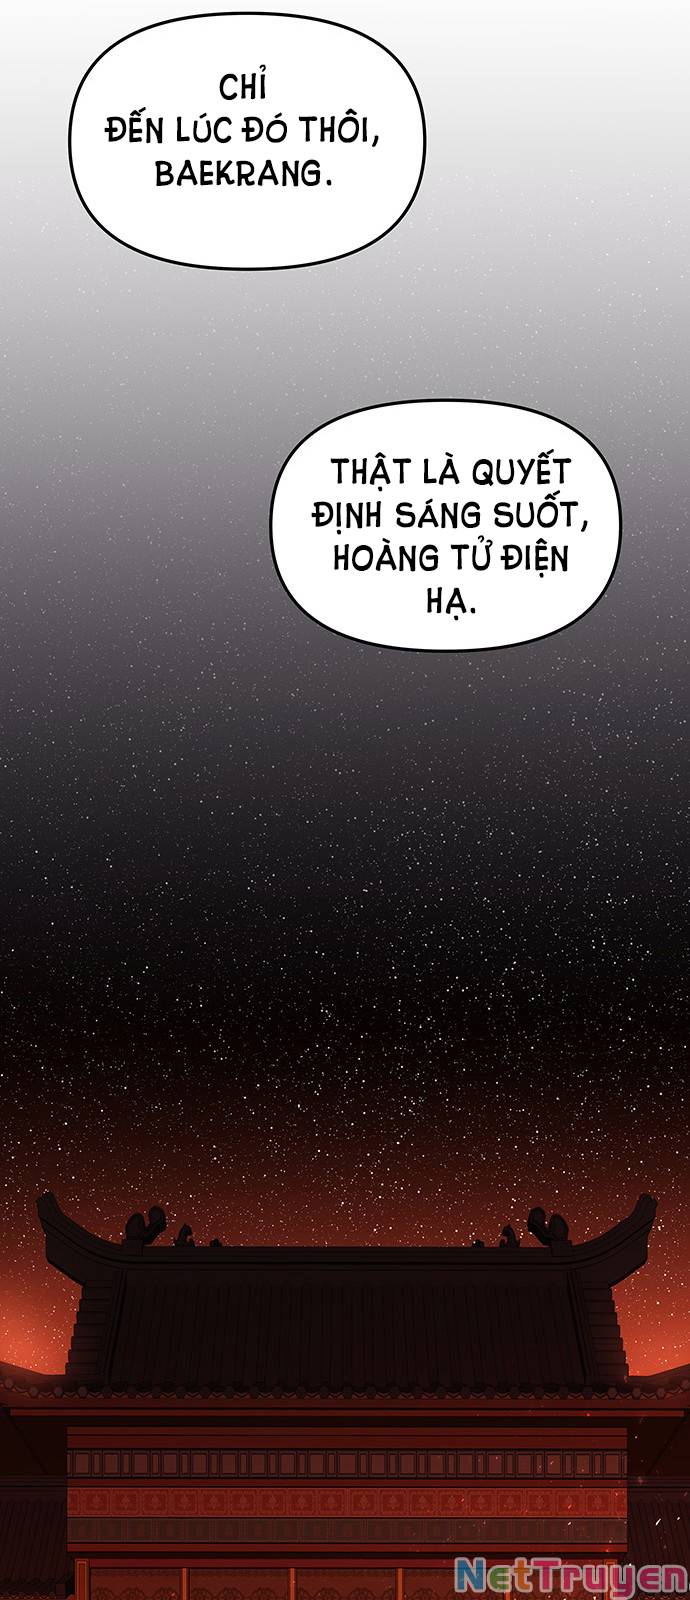 CHỈ
ĐẾN LÚC ĐÓ THÔI,
BAEKRANG.
THẬT LÀ QUYẾT
ĐỊNH SÁNG SUỐT,
HOÀNG TỬ ĐIỆN
HẠ.
NetTruyen